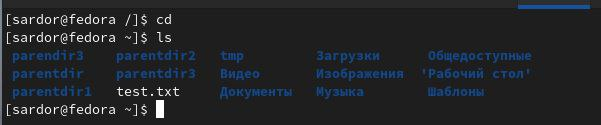 [sardor@fedora /]$ cd
[sardor@fedora ~]$ ls
parendir3 parentdir2 tmp Загрузки Общедоступные
parentdir parentdir3 Видео Изображения 'Рабочий стол'
parentdir1 test.txt Документы Музыка Шаблоны
[sardor@fedora ~]$